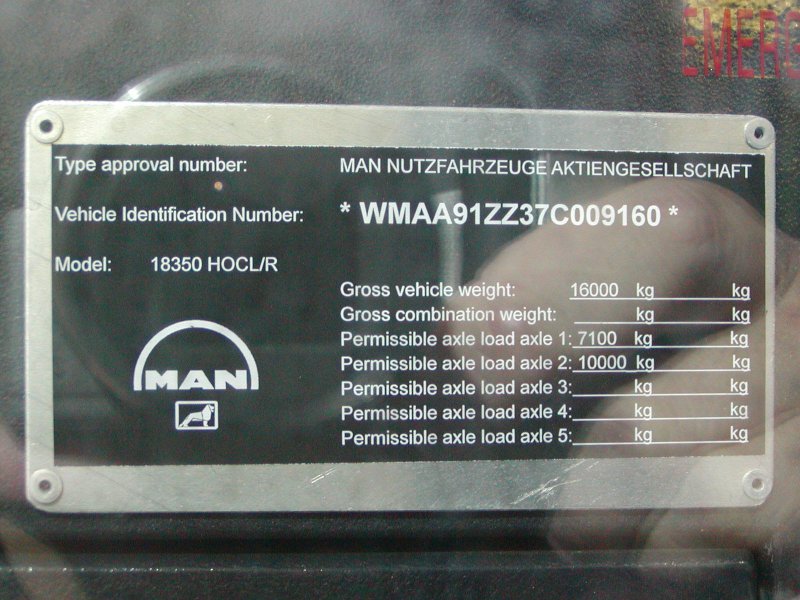 EMERG
Type approval number: MAN NUTZFAHRZEUGE AKTIENGESELLSCHAFT
Vehicle Identification Number: * WMAA91ZZ37C009160 *
Model: 18350 HOCL/R
Gross vehicle weight: 16000 kg kg
Gross combination weight: kg kg
Permissible axle load axle 1: 7100 kg kg
Permissible axle load axle 2: 10000 kg kg
Permissible axle load axle 3: kg kg
Permissible axle load axle 4: kg kg
Permissible axle load axle 5: kg kg
MAN